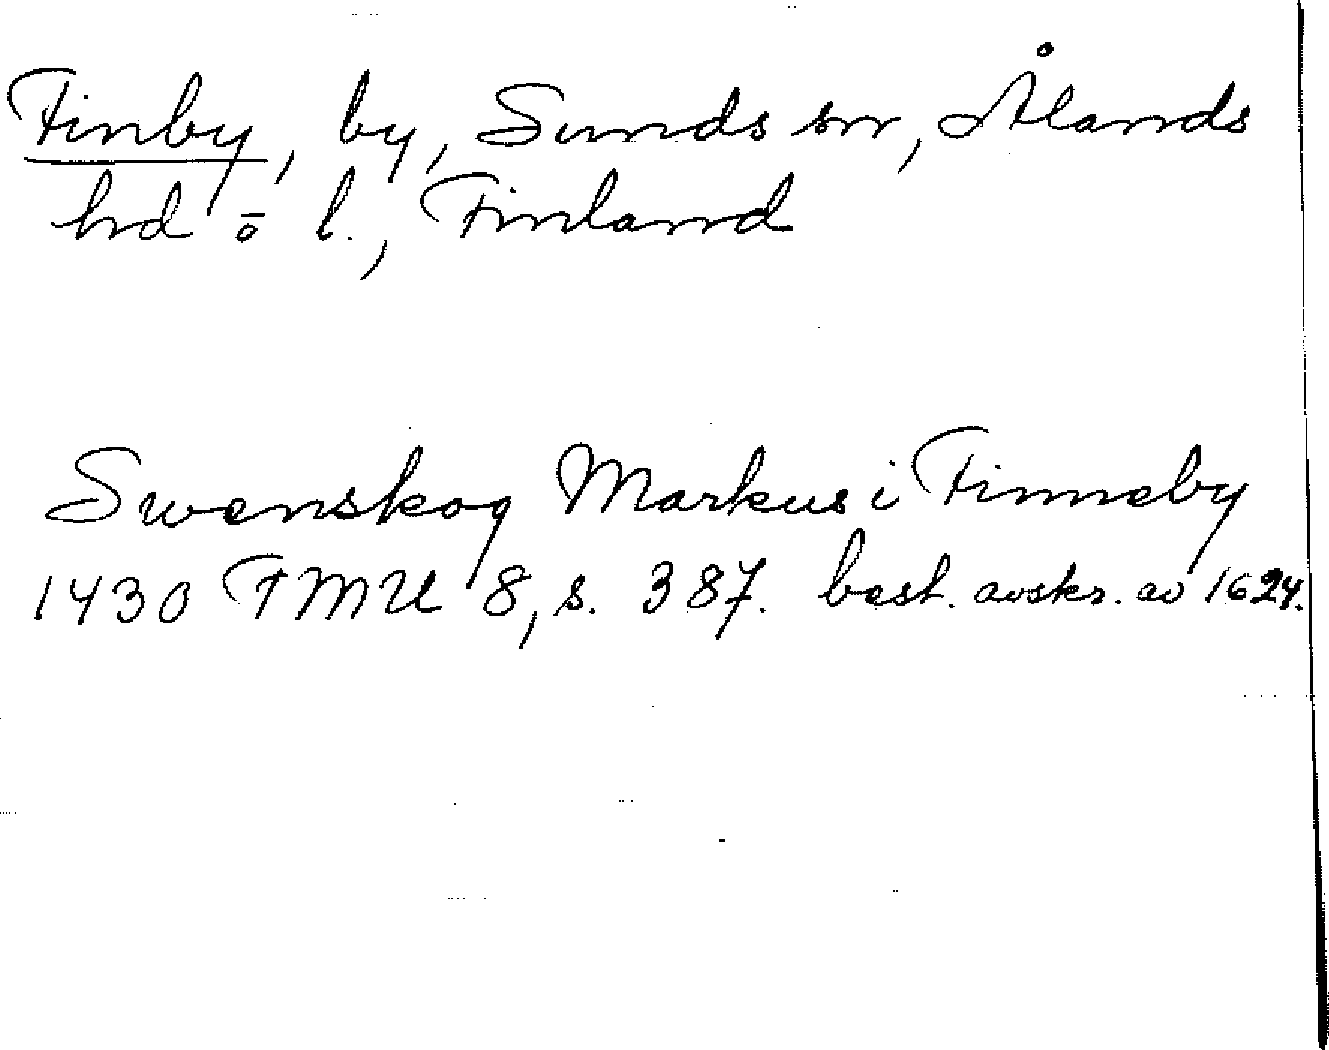 Finby, by, Sunds sn, Ålands
hd o l., Finland
Swenskog Markus i Finneby
1430 FMU 8, s. 387. best. avskr. av 1624.